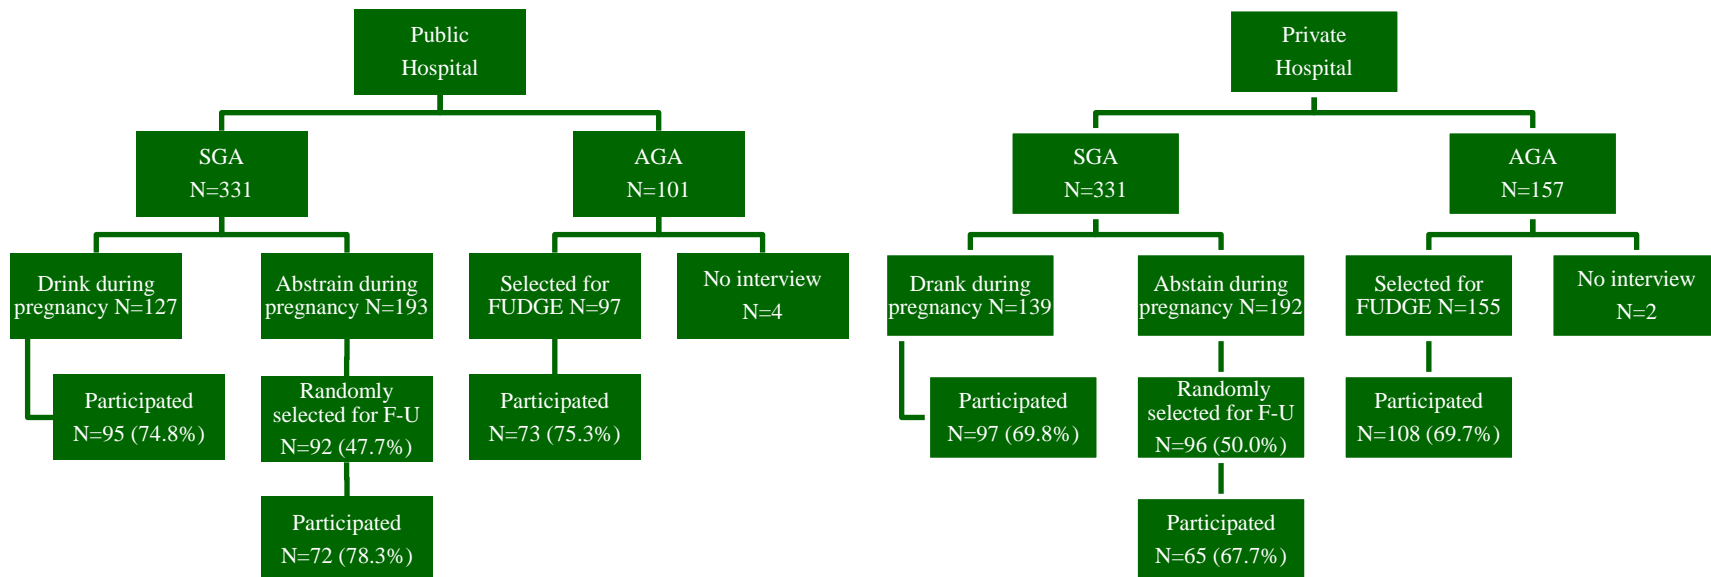 Public
Hospital
SGA
N=331
AGA
N=101
Drink during
pregnancy N=127
Abstrain during
pregnancy N=193
Selected for
FUDGE N=97
No interview
N=4
Participated
N=95 (74.8%)
Randomly
selected for F-U
N=92 (47.7%)
Participated
N=73 (75.3%)
Participated
N=72 (78.3%)
Private
Hospital
SGA
N=331
AGA
N=157
Drank during
pregnancy N=139
Abstain during
pregnancy N=192
Selected for
FUDGE N=155
No interview
N=2
Participated
N=97 (69.8%)
Randomly
selected for F-U
N=96 (50.0%)
Participated
N=108 (69.7%)
Participated
N=65 (67.7%)